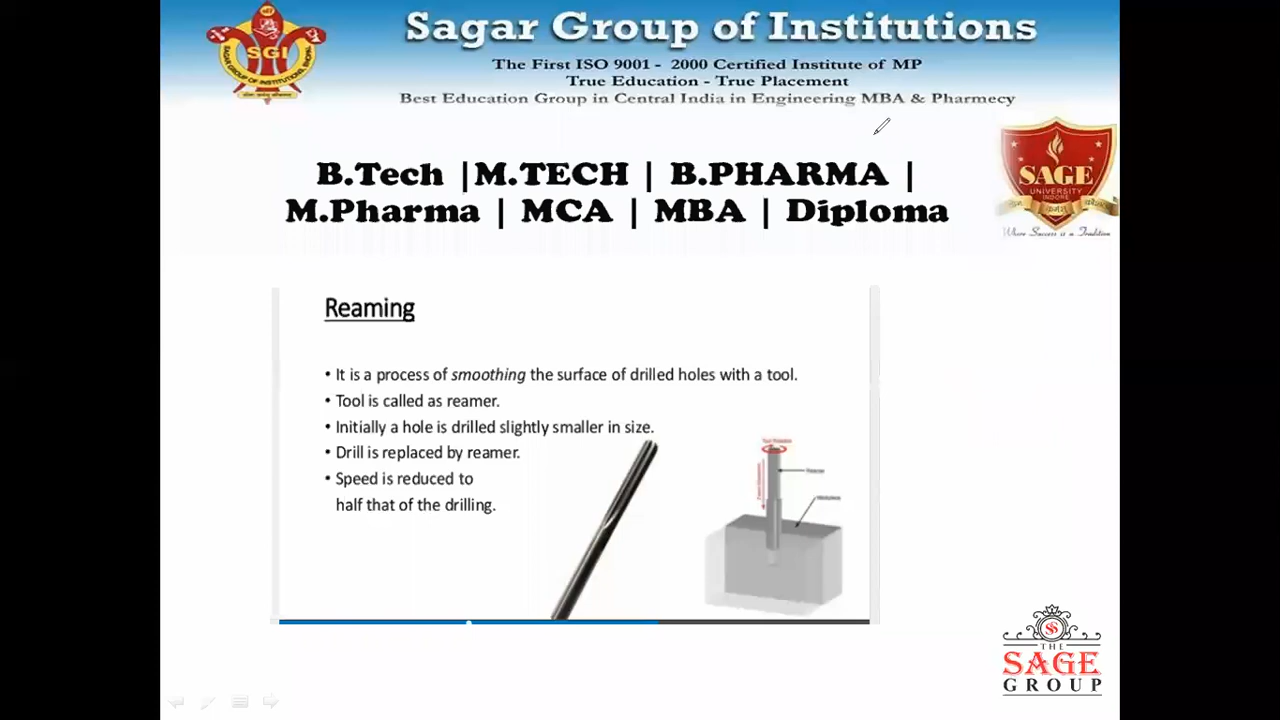 Sagar Group of Institutions
The First ISO 9001 - 2000 Certified Institute of MP
True Education - True Placement
Best Education Group in Central India in Engineering MBA & Pharmecy
SGI
B.Tech |M.TECH | B.PHARMA |
M.Pharma | MCA | MBA | Diploma
SAGE
UNIVERSITY
INDORE
Where Success is a Tradition
Reaming
• It is a process of smoothing the surface of drilled holes with a tool.
• Tool is called as reamer.
• Initially a hole is drilled slightly smaller in size.
• Drill is replaced by reamer.
• Speed is reduced to
half that of the drilling.
Reamer
Workpiece
THE
SAGE
GROUP